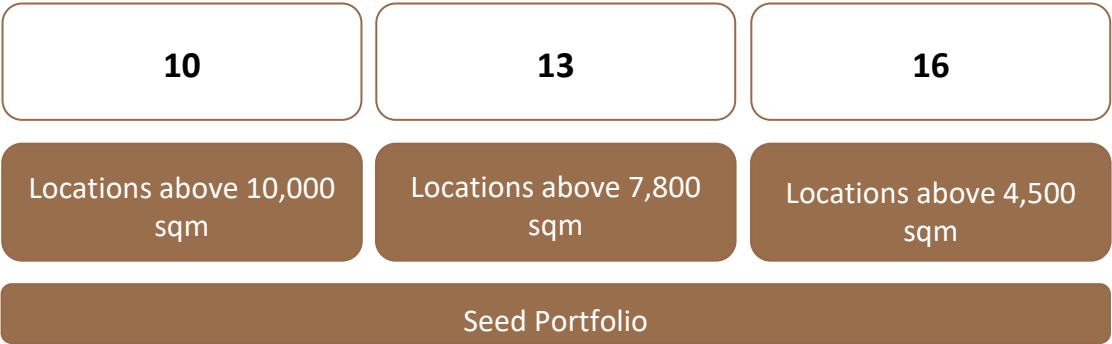 10
13
16
Locations above 10,000
sqm
Locations above 7,800
sqm
Locations above 4,500
sqm
Seed Portfolio